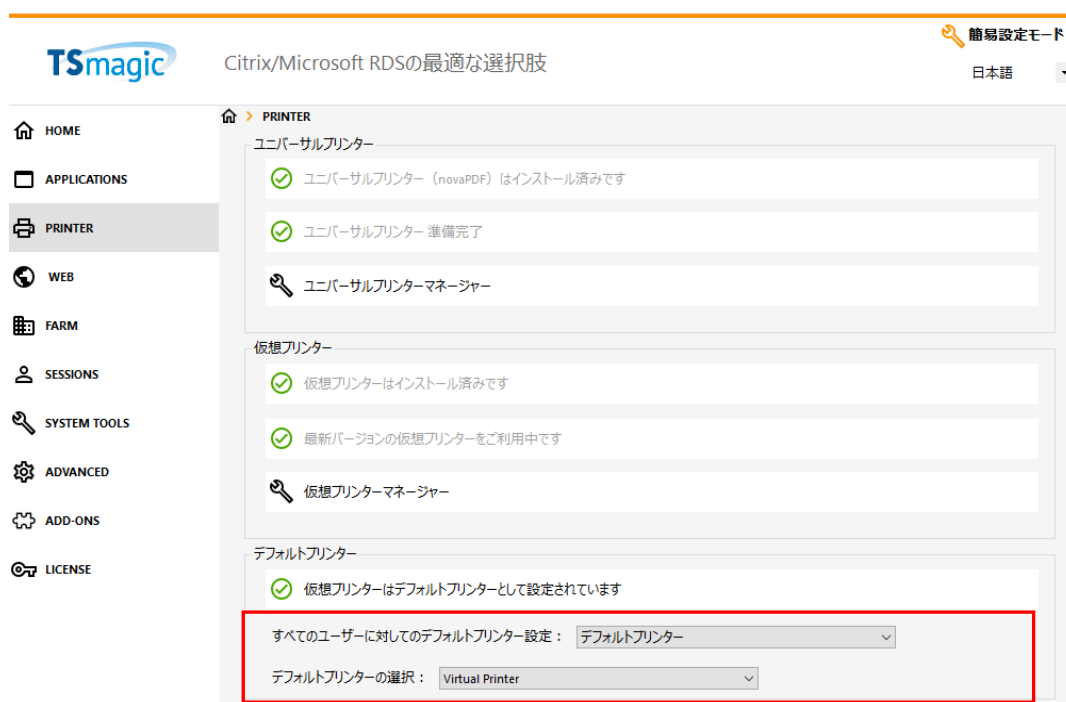 簡易設定モード
TSmagic
Citrix/Microsoft RDSの最適な選択肢
日本語
HOME
APPLICATIONS
PRINTER
WEB
FARM
SESSIONS
SYSTEM TOOLS
ADVANCED
ADD-ONS
LICENSE
PRINTER
ユニバーサルプリンター
ユニバーサルプリンター（novaPDF）はインストール済みです
ユニバーサルプリンター 準備完了
ユニバーサルプリンターマネージャー
仮想プリンター
仮想プリンターはインストール済みです
最新バージョンの仮想プリンターをご利用中です
仮想プリンターマネージャー
デフォルトプリンター
仮想プリンターはデフォルトプリンターとして設定されています
すべてのユーザーに対してのデフォルトプリンター設定： デフォルトプリンター
デフォルトプリンターの選択： Virtual Printer